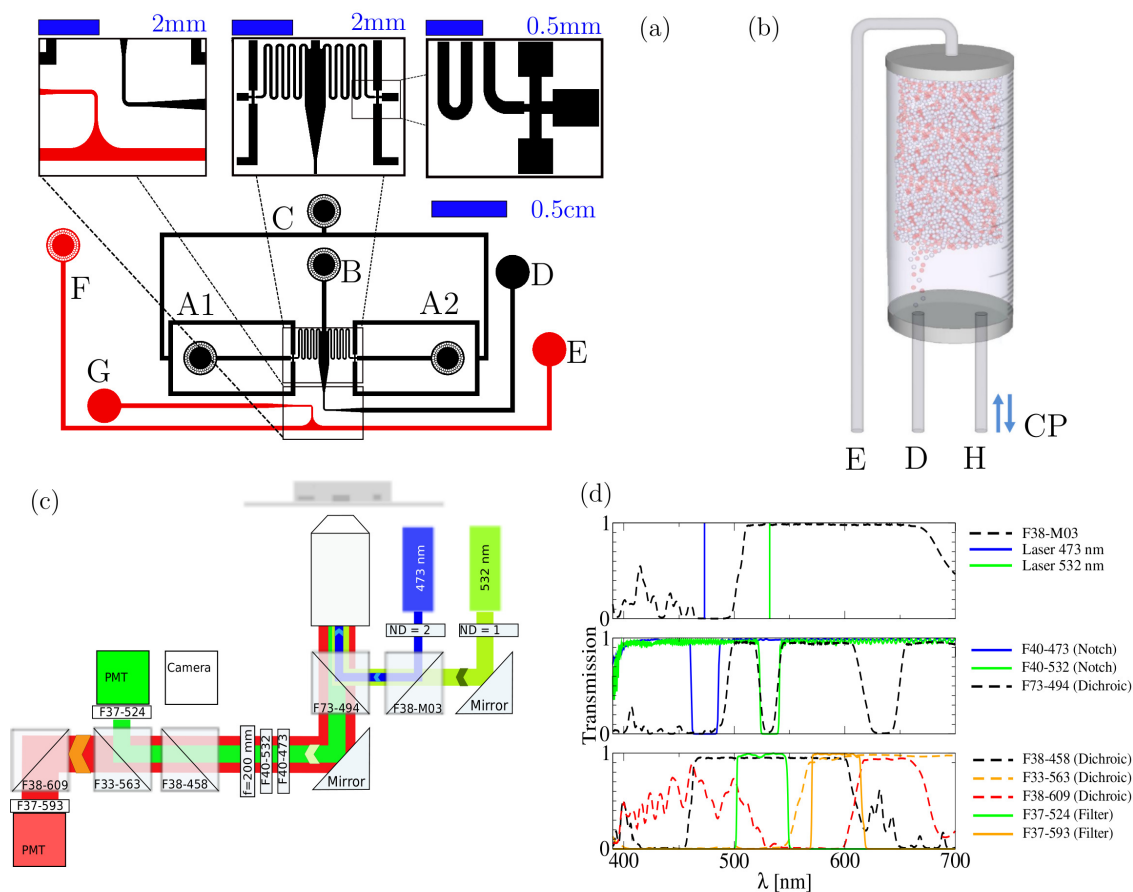 2mm
2mm
0.5mm
(a)
C
0.5cm
F
B
D
A1
A2
G
E
(b)
E
D
H
CP
(c)
473 nm
532 nm
ND = 2
ND = 1
PMT
Camera
F37-524
F73-494
F38-M03
Mirror
F38-609
F33-563
F38-458
f=200 mm
F40-532
F40-473
Mirror
F37-593
PMT
(d)
1
F38-M03
Laser 473 nm
Laser 532 nm
0
1
Transmission
F40-473 (Notch)
F40-532 (Notch)
F73-494 (Dichroic)
0
1
F38-458 (Dichroic)
F33-563 (Dichroic)
F38-609 (Dichroic)
F37-524 (Filter)
F37-593 (Filter)
0
400
500
600
700
λ [nm]